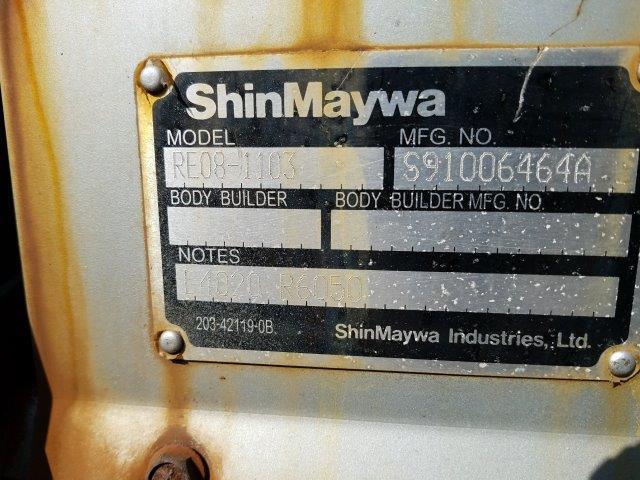 ShinMaywa
MODEL MFG. NO.
RE08-1103 S91006464A
BODY BUILDER BODY BUILDER MFG. NO.
NOTES
L4020 R6050
203-42119-0B ShinMaywa Industries, Ltd.